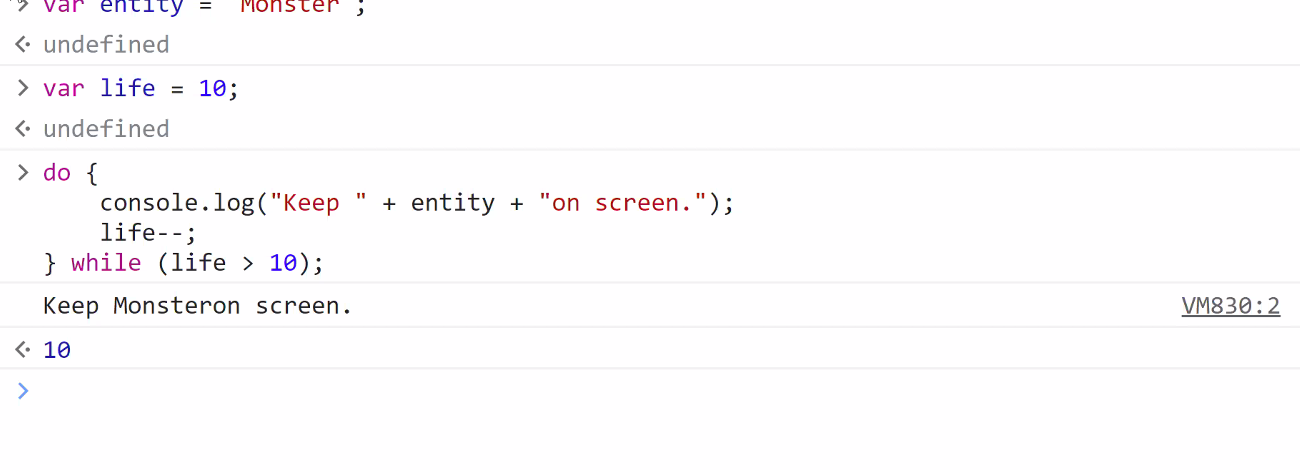 var entity = "Monster";
undefined
var life = 10;
undefined
do {
    console.log("Keep " + entity + "on screen.");
    life--;
} while (life > 10);
Keep Monsteron screen. VM830:2
10